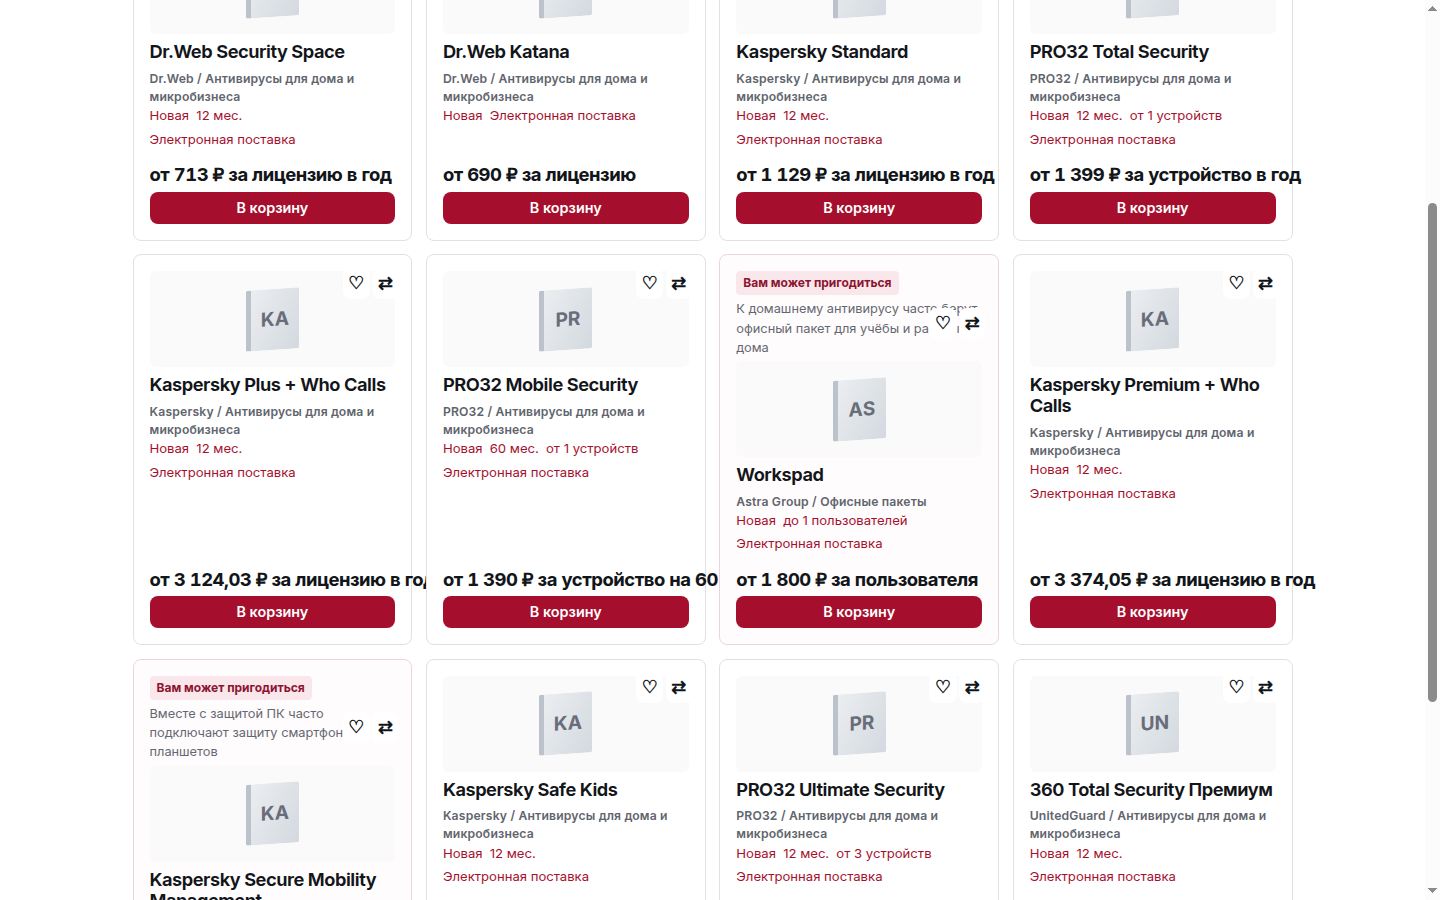 Dr.Web Security Space
Dr.Web / Антивирусы для дома и
микробизнеса
Новая 12 мес.
Электронная поставка
от 713 ₽ за лицензию в год
В корзину
Dr.Web Katana
Dr.Web / Антивирусы для дома и
микробизнеса
Новая Электронная поставка
от 690 ₽ за лицензию
В корзину
Kaspersky Standard
Kaspersky / Антивирусы для дома и
микробизнеса
Новая 12 мес.
Электронная поставка
от 1 129 ₽ за лицензию в год
В корзину
PRO32 Total Security
PRO32 / Антивирусы для дома и
микробизнеса
Новая 12 мес. от 1 устройств
Электронная поставка
от 1 399 ₽ за устройство в год
В корзину
KA
Kaspersky Plus + Who Calls
Kaspersky / Антивирусы для дома и
микробизнеса
Новая 12 мес.
Электронная поставка
от 3 124,03 ₽ за лицензию в год
В корзину
PR
PRO32 Mobile Security
PRO32 / Антивирусы для дома и
микробизнеса
Новая 60 мес. от 1 устройств
Электронная поставка
от 1 390 ₽ за устройство на 60
В корзину
Вам может пригодиться
К домашнему антивирусу часто берут
офисный пакет для учёбы и ра
дома
AS
Workspad
Astra Group / Офисные пакеты
Новая до 1 пользователей
Электронная поставка
от 1 800 ₽ за пользователя
В корзину
KA
Kaspersky Premium + Who
Calls
Kaspersky / Антивирусы для дома и
микробизнеса
Новая 12 мес.
Электронная поставка
от 3 374,05 ₽ за лицензию в год
В корзину
Вам может пригодиться
Вместе с защитой ПК часто
подключают защиту смартфон
планшетов
KA
Kaspersky Secure Mobility
Management
KA
Kaspersky Safe Kids
Kaspersky / Антивирусы для дома и
микробизнеса
Новая 12 мес.
Электронная поставка
PR
PRO32 Ultimate Security
PRO32 / Антивирусы для дома и
микробизнеса
Новая 12 мес. от 3 устройств
Электронная поставка
UN
360 Total Security Премиум
UnitedGuard / Антивирусы для дома и
микробизнеса
Новая 12 мес.
Электронная поставка